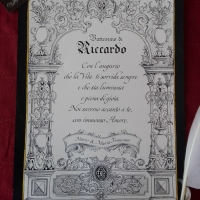 Battesimo di
Riccardo
Con l'augurio
che la Vita ti sorrida sempre
e che sia luminosa
e piena di gioia.
Noi saremo accanto a te,
con immenso Amore.